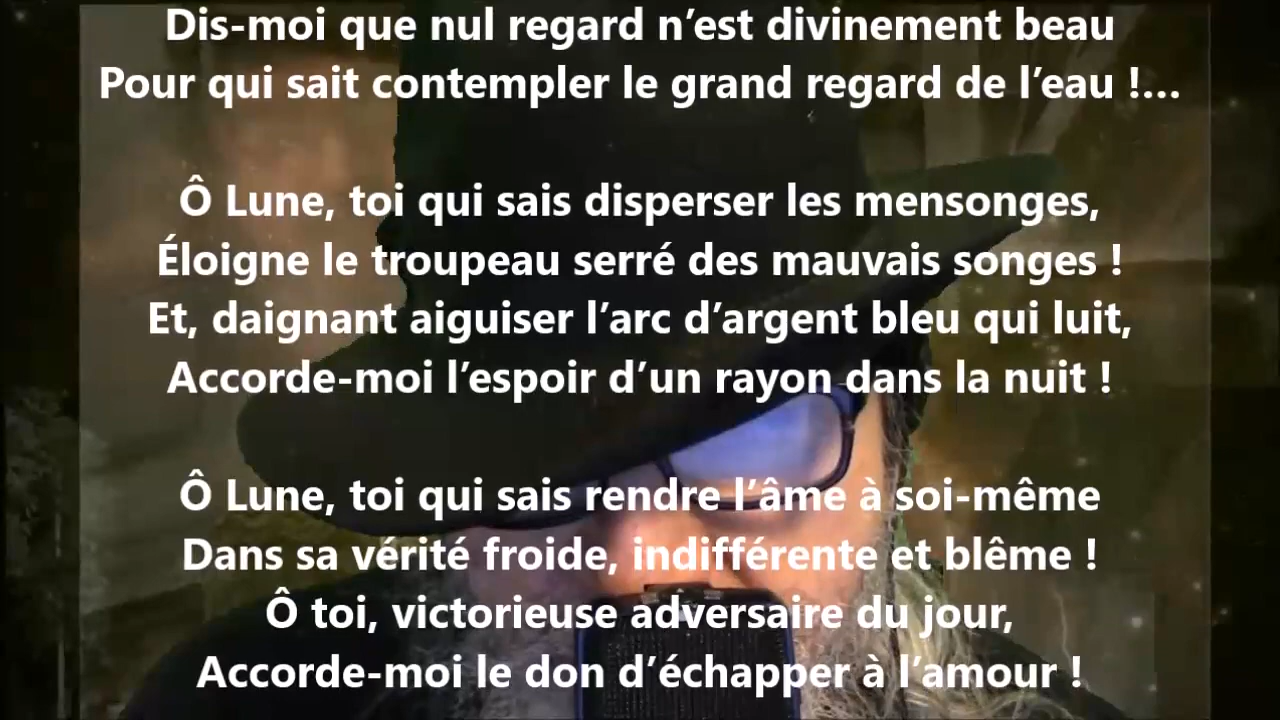 Dis-moi que nul regard n’est divinement beau
Pour qui sait contempler le grand regard de l’eau !…
Ô Lune, toi qui sais disperser les mensonges,
Éloigne le troupeau serré des mauvais songes !
Et, daignant aiguiser l’arc d’argent bleu qui luit,
Accorde-moi l’espoir d’un rayon dans la nuit !
Ô Lune, toi qui sais rendre l’âme à soi-même
Dans sa vérité froide, indifférente et blême !
Ô toi, victorieuse adversaire du jour,
Accorde-moi le don d’échapper à l’amour !